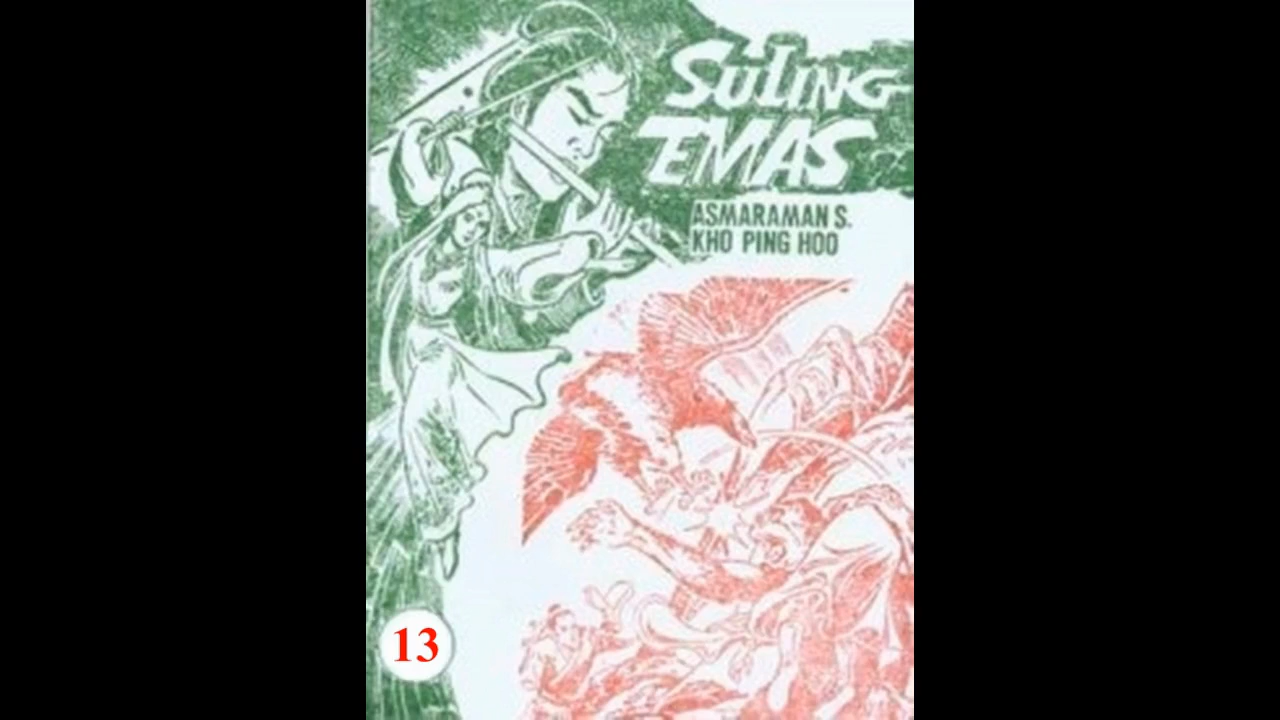 SULING
EMAS
ASMARAMAN S.
KHO PING HOO
13